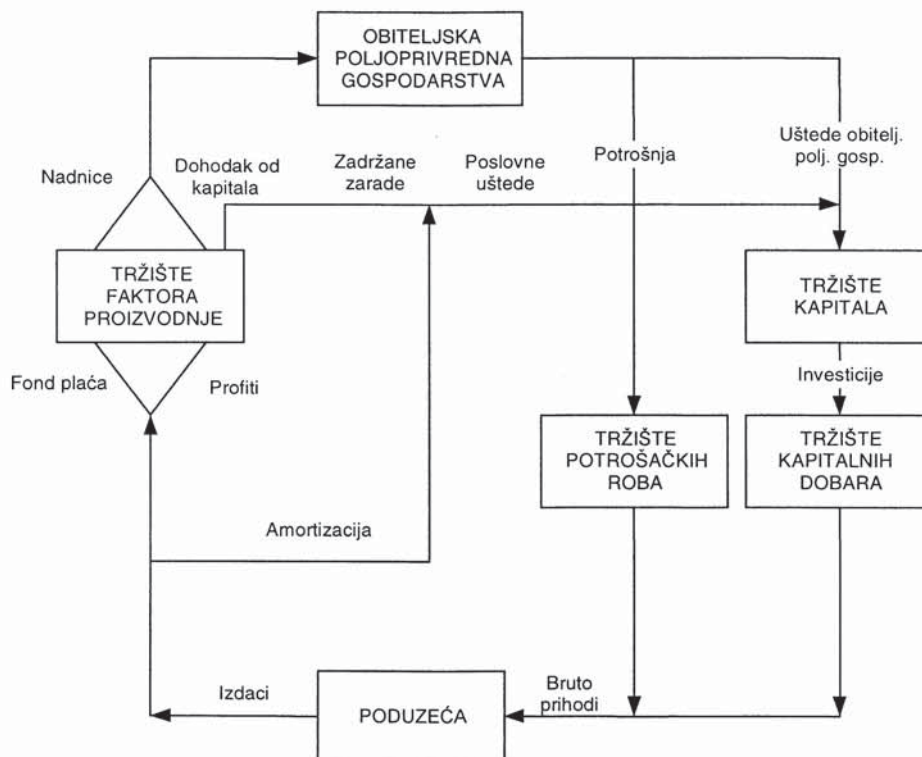 OBITELJSKA
POLJOPRIVREDNA
GOSPODARSTVA
Uštede obitelj.
polj. gosp.
Nadnice
Dohodak od
kapitala
Zadržane
zarade
Poslovne
uštede
Potrošnja
TRŽIŠTE
FAKTORA
PROIZVODNJE
TRŽIŠTE
KAPITALA
Fond plaća
Profiti
Investicije
TRŽIŠTE
POTROŠAČKIH
ROBA
TRŽIŠTE
KAPITALNIH
DOBARA
Amortizacija
Izdaci
PODUZEĆA
Bruto
prihodi